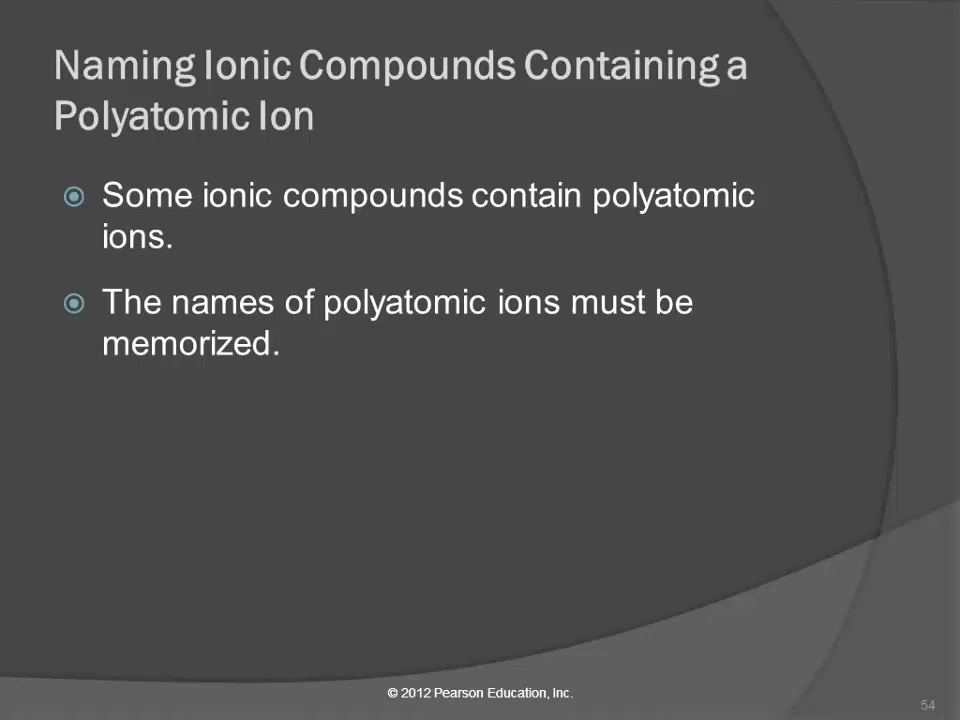 Naming Ionic Compounds Containing a
Polyatomic Ion
Some ionic compounds contain polyatomic
ions.
The names of polyatomic ions must be
memorized.
© 2012 Pearson Education, Inc.
54